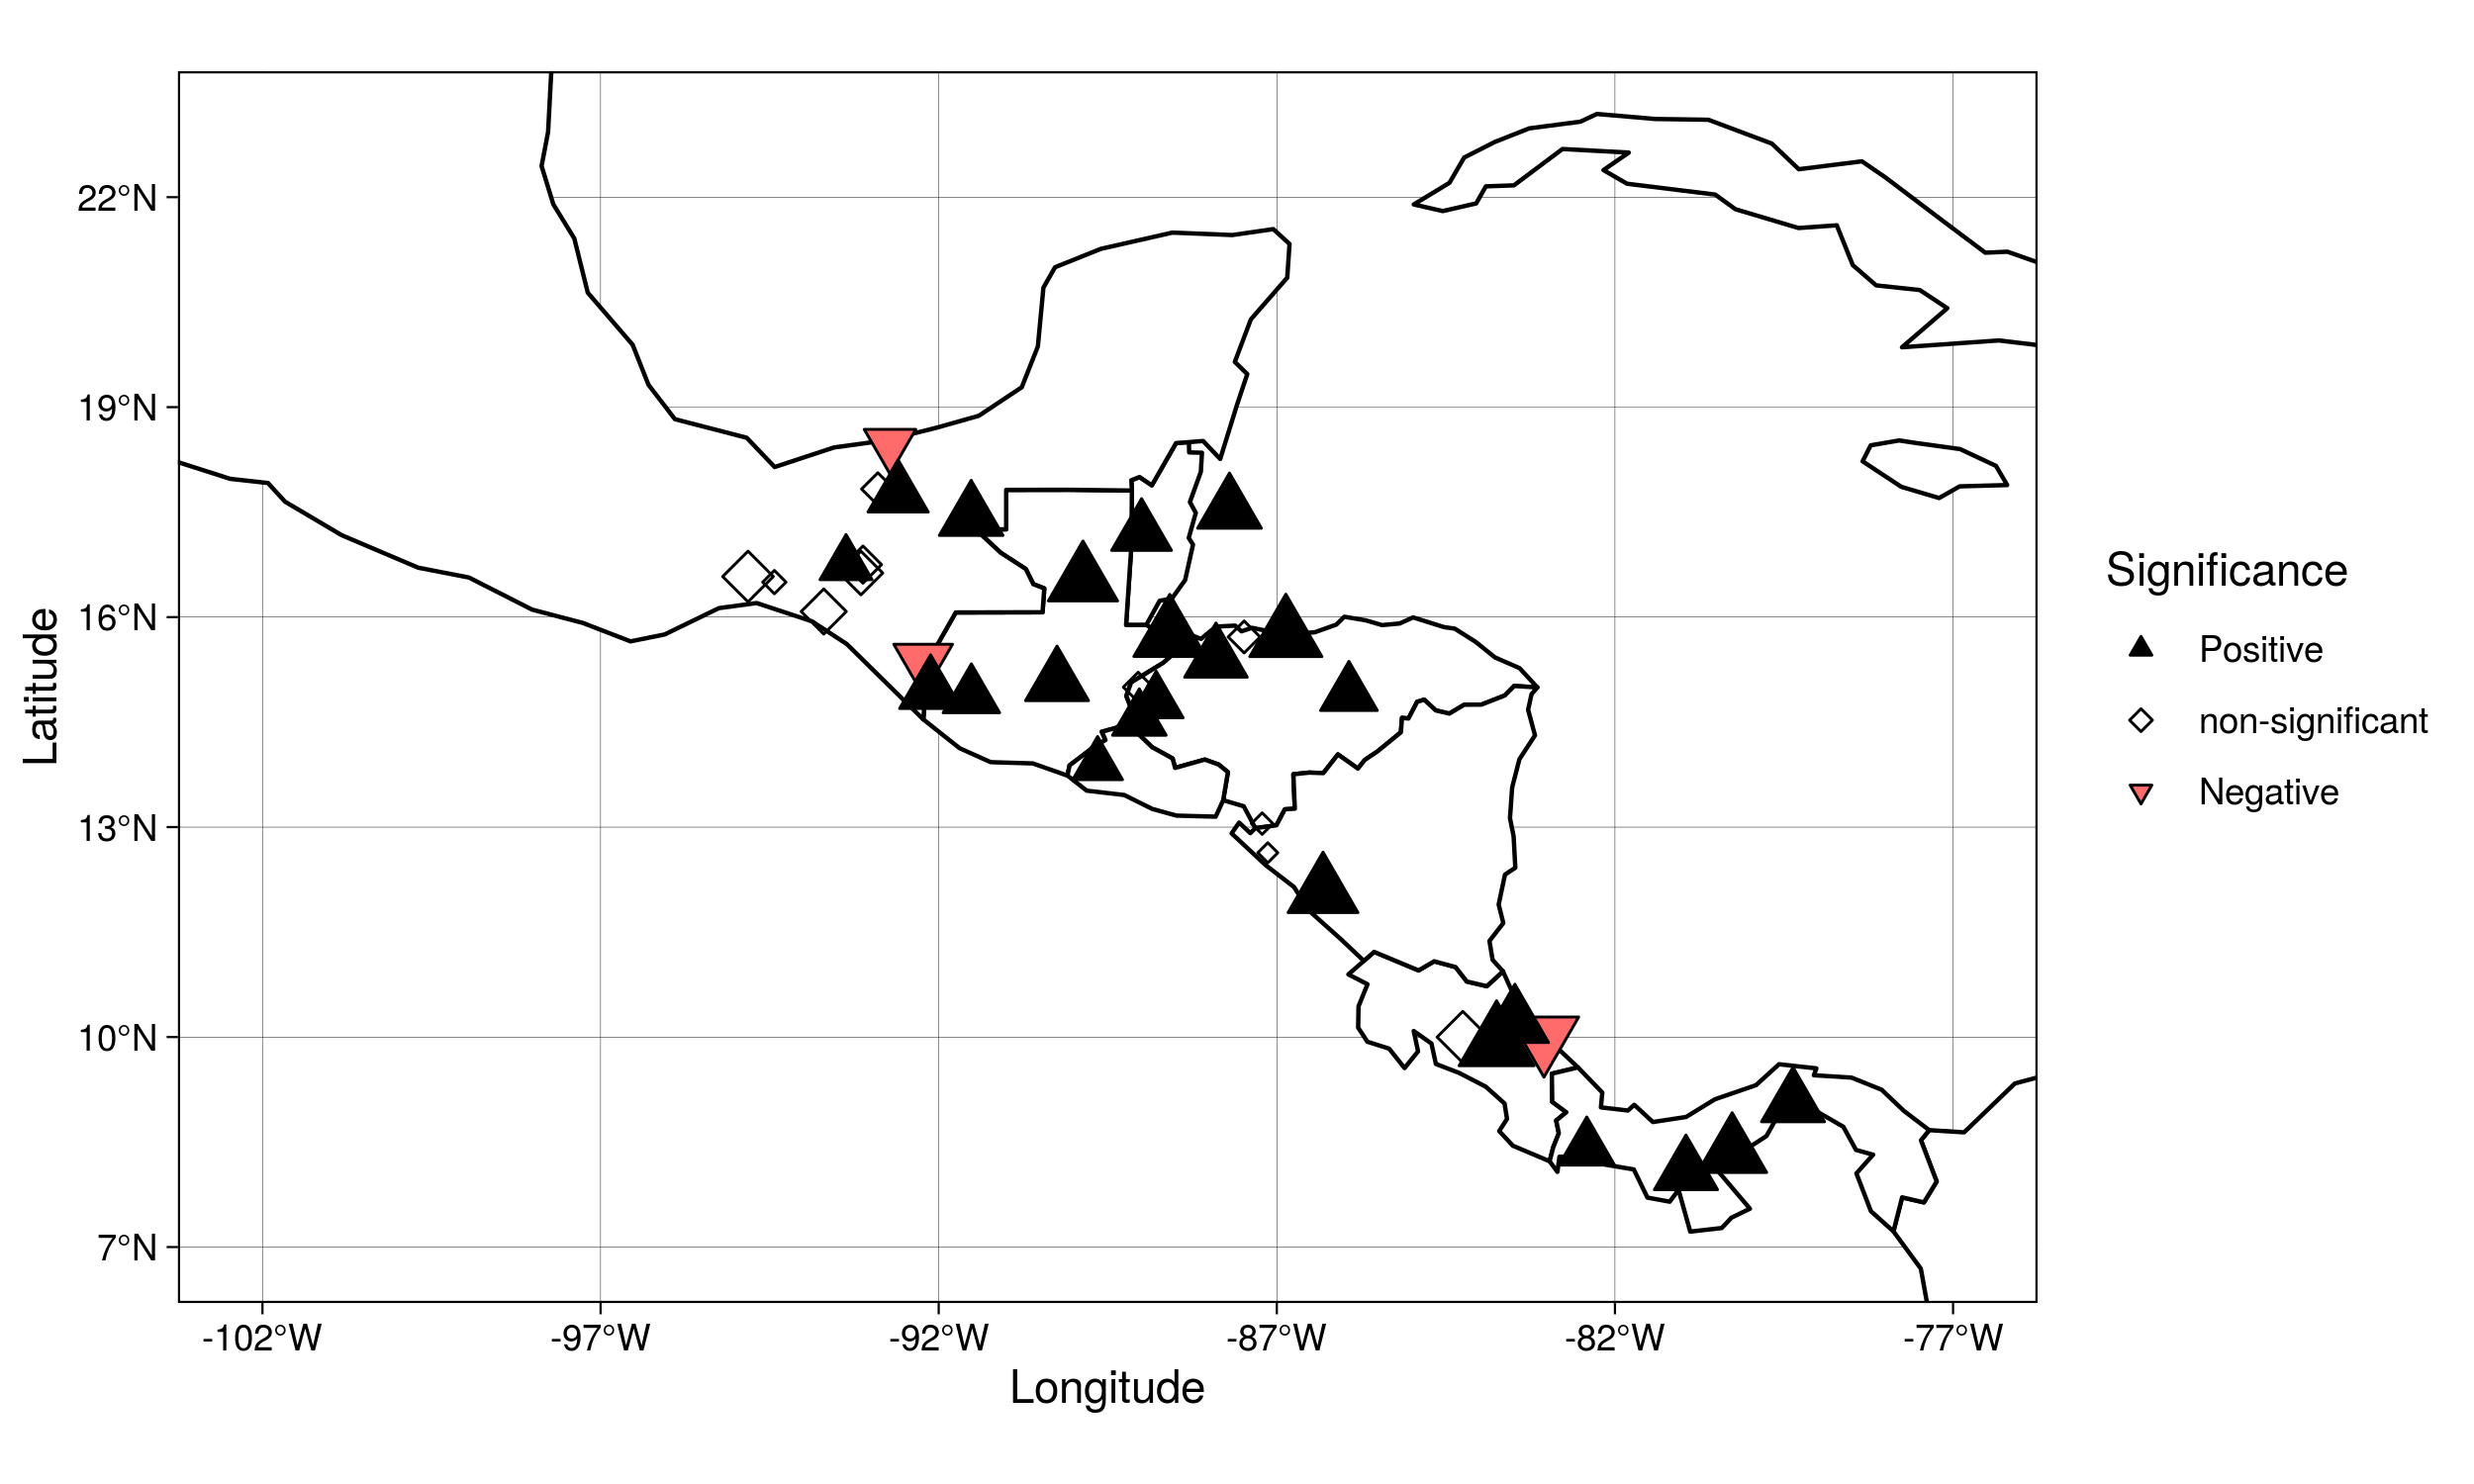 22°N
19°N
16°N
13°N
10°N
7°N
Latitude
-102°W
-97°W
-92°W
-87°W
-82°W
-77°W
Longitude
Significance
Positive
non-significant
Negative